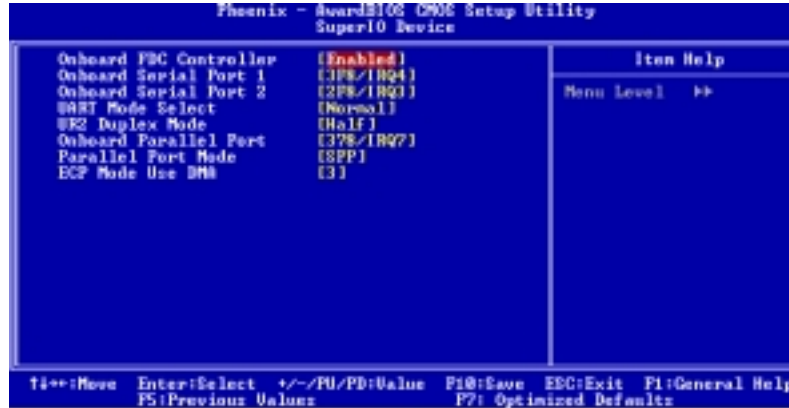 Phoenix - AwardBIOS CMOS Setup Utility
SuperIO Device
Onboard FDC Controller [Enabled]
Onboard Serial Port 1 [3F8/IRQ4]
Onboard Serial Port 2 [2F8/IRQ3]
UART Mode Select [Normal]
UR2 Duplex Mode [Half]
Onboard Parallel Port [378/IRQ7]
Parallel Port Mode [SPP]
ECP Mode Use DMA [3]
Item Help
Menu Level ▶▶
↑↓→←:Move Enter:Select +/-/PU/PD:Value F10:Save ESC:Exit F1:General Help
F5:Previous Values F7: Optimized Defaults